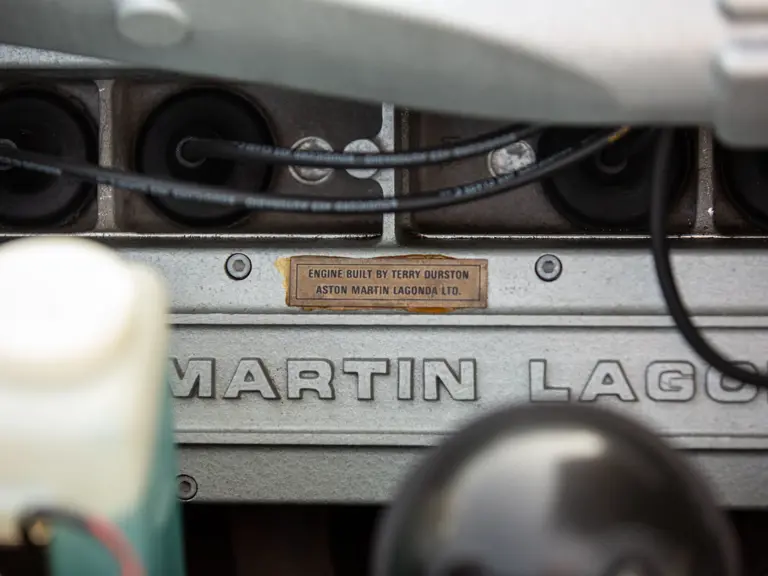 ENGINE BUILT BY TERRY DURSTON
ASTON MARTIN LAGONDA LTD.
MARTIN LAGO